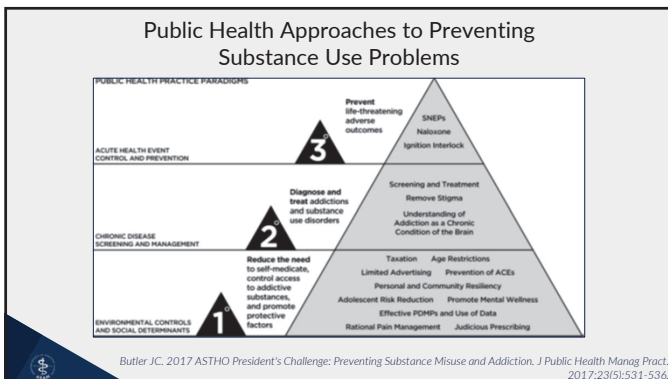 Public Health Approaches to Preventing
Substance Use Problems
PUBLIC HEALTH PRACTICE PARADIGMS
Prevent
life-threatening
adverse
outcomes
3°
ACUTE HEALTH EVENT
CONTROL AND PREVENTION
SNEPs
Naloxone
Ignition Interlock
Diagnose and
treat addictions
and substance
use disorders
2°
CHRONIC DISEASE
SCREENING AND MANAGEMENT
Screening and Treatment
Remove Stigma
Understanding of
Addiction as a Chronic
Condition of the Brain
Reduce the need
to self-medicate,
control access
to addictive
substances,
and promote
protective
factors
1°
ENVIRONMENTAL CONTROLS
AND SOCIAL DETERMINANTS
Taxation Age Restrictions
Limited Advertising Prevention of ACEs
Personal and Community Resiliency
Adolescent Risk Reduction Promote Mental Wellness
Effective PDMPs and Use of Data
Rational Pain Management Judicious Prescribing
Butler JC. 2017 ASTHO President's Challenge: Preventing Substance Misuse and Addiction. J Public Health Manag Pract.
2017;23(5):531-536.